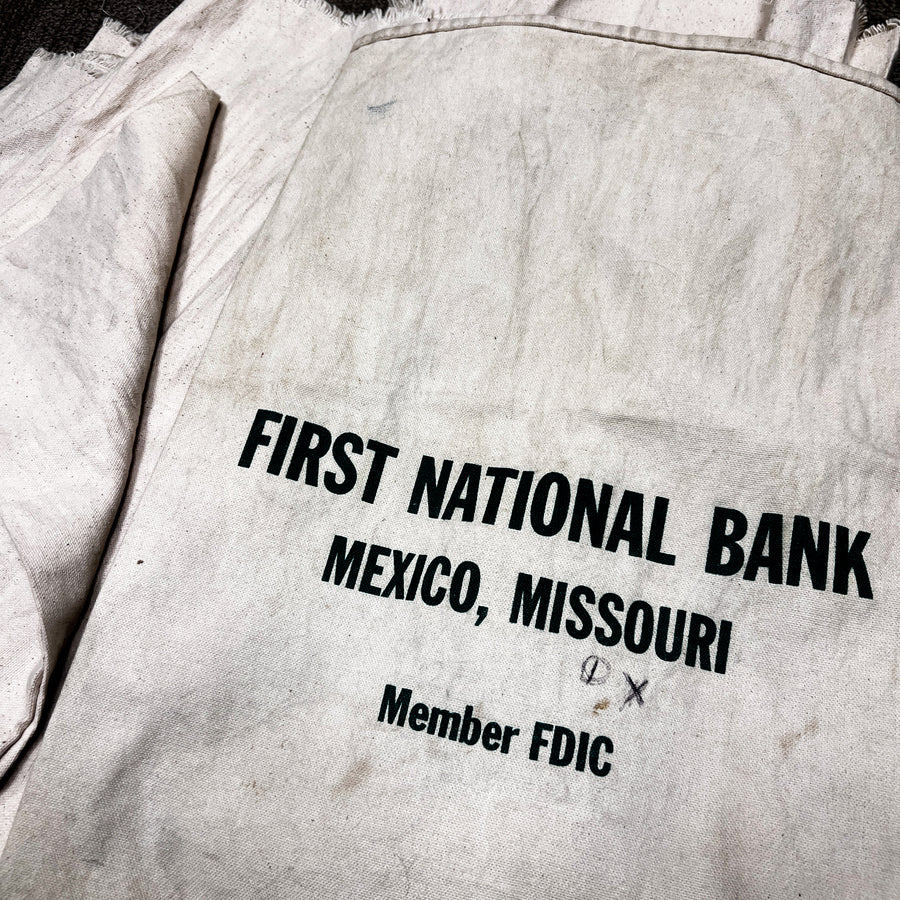 FIRST NATIONAL BANK
MEXICO, MISSOURI
X
Member FDIC